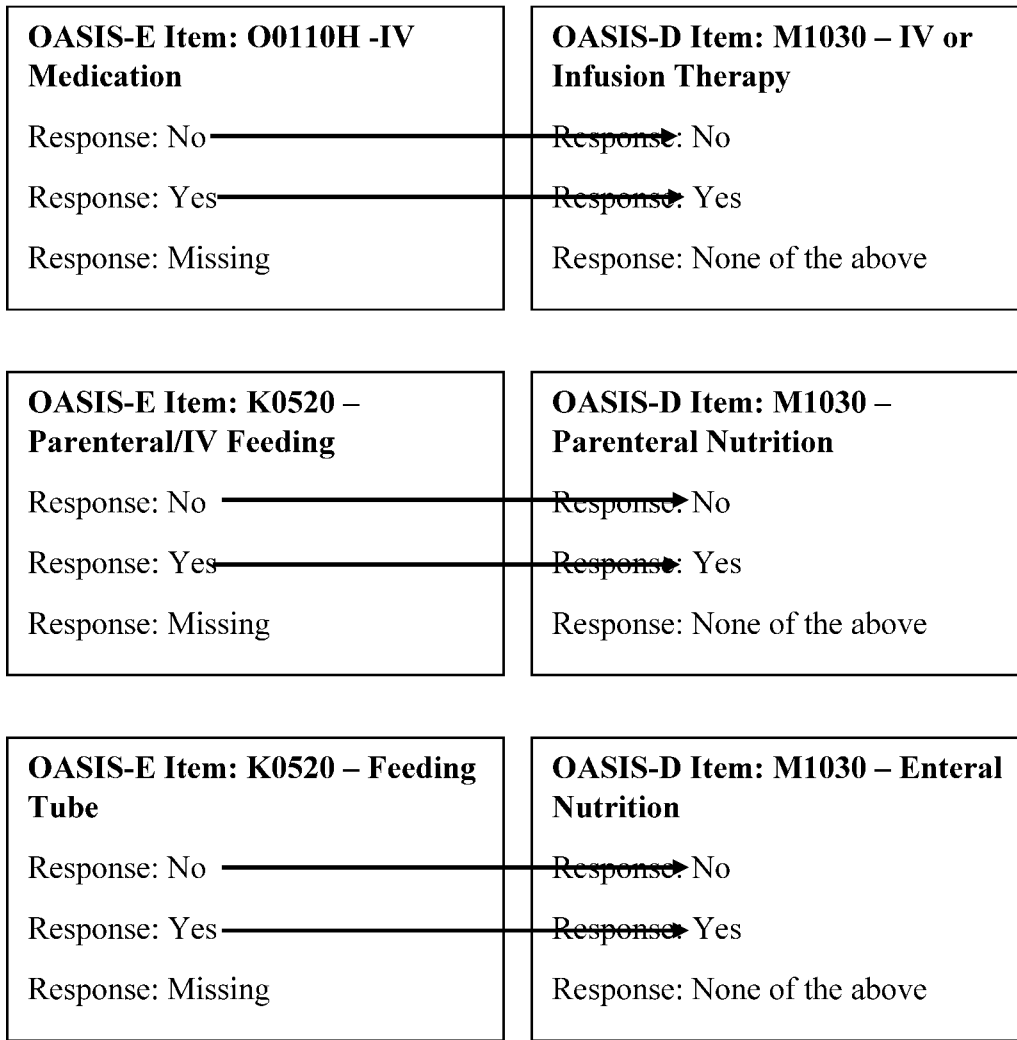 OASIS-E Item: O0110H -IV
Medication
Response: No
Response: Yes
Response: Missing
OASIS-D Item: M1030 – IV or
Infusion Therapy
Response: No
Response: Yes
Response: None of the above
OASIS-E Item: K0520 –
Parenteral/IV Feeding
Response: No
Response: Yes
Response: Missing
OASIS-D Item: M1030 –
Parenteral Nutrition
Response: No
Response: Yes
Response: None of the above
OASIS-E Item: K0520 – Feeding
Tube
Response: No
Response: Yes
Response: Missing
OASIS-D Item: M1030 – Enteral
Nutrition
Response: No
Response: Yes
Response: None of the above